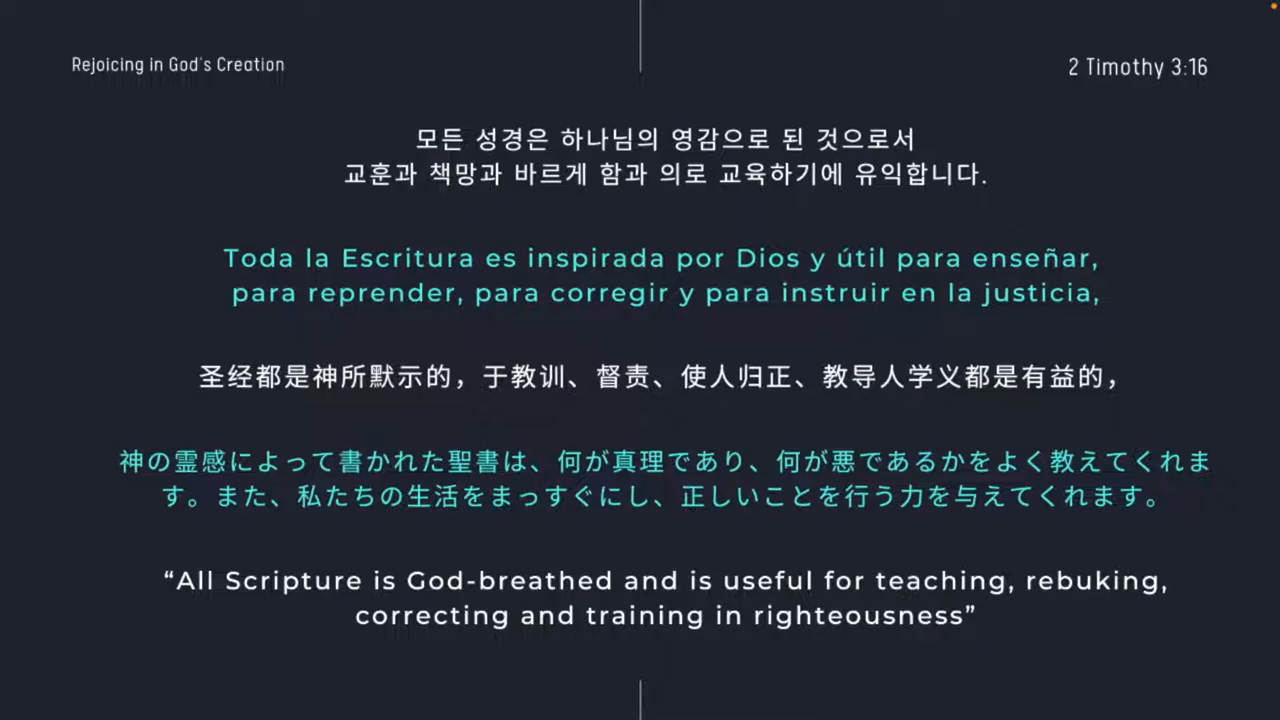 Rejoicing in God's Creation
2 Timothy 3:16
모든 성경은 하나님의 영감으로 된 것으로서
교훈과 책망과 바르게 함과 의로 교육하기에 유익합니다.
Toda la Escritura es inspirada por Dios y útil para enseñar,
para reprender, para corregir y para instruir en la justicia,
圣经都是神所默示的，于教训、督责、使人归正、教导人学义都是有益的，
神の霊感によって書かれた聖書は、何が真理であり、何が悪であるかをよく教えてくれま
す。また、私たちの生活をまっすぐにし、正しいことを行う力を与えてくれます。
“All Scripture is God-breathed and is useful for teaching, rebuking,
correcting and training in righteousness”